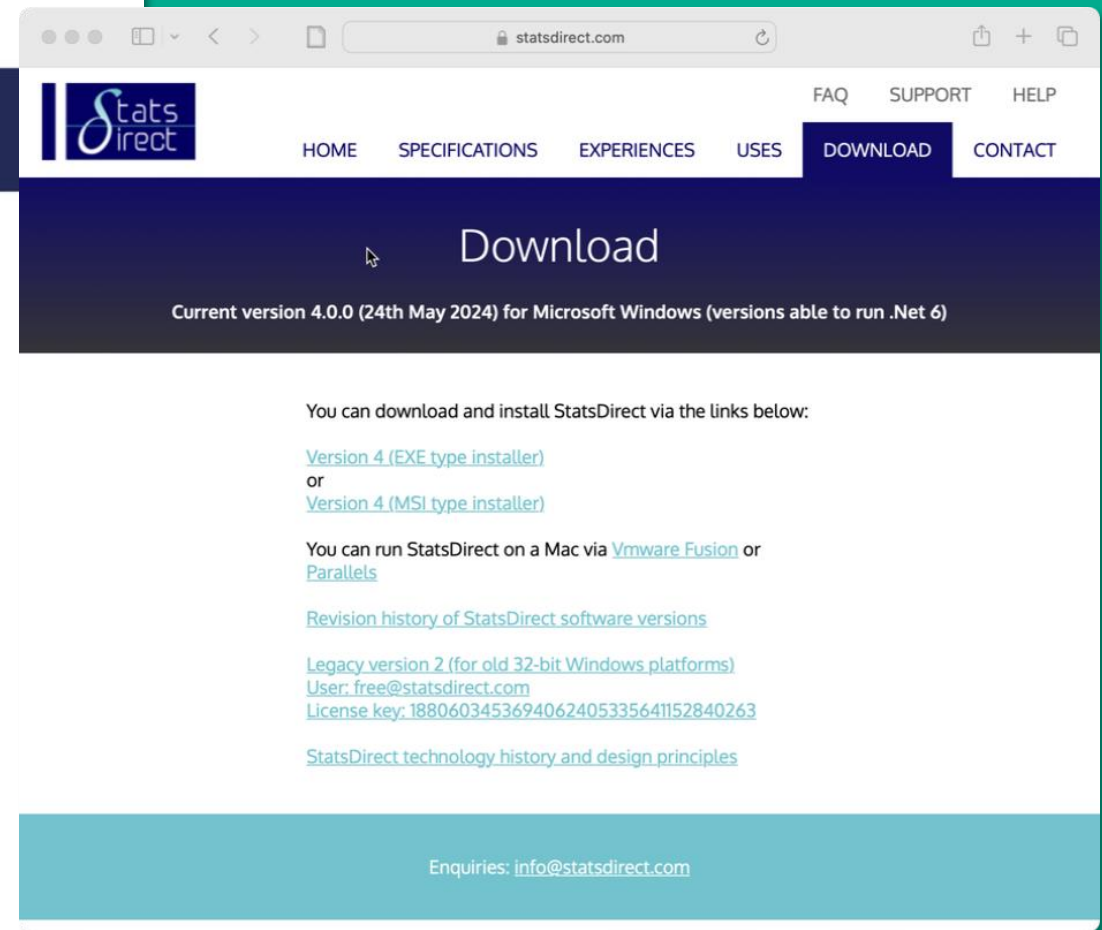 statsdirect.com
Stats
Direct
FAQ SUPPORT HELP
HOME SPECIFICATIONS EXPERIENCES USES DOWNLOAD CONTACT
Download
Current version 4.0.0 (24th May 2024) for Microsoft Windows (versions able to run .Net 6)
You can download and install StatsDirect via the links below:
Version 4 (EXE type installer)
or
Version 4 (MSI type installer)
You can run StatsDirect on a Mac via Vmware Fusion or
Parallels
Revision history of StatsDirect software versions
Legacy version 2 (for old 32-bit Windows platforms)
User: free@statsdirect.com
License key: 188060345369406240533564115284​0263
StatsDirect technology history and design principles
Enquiries: info@statsdirect.com